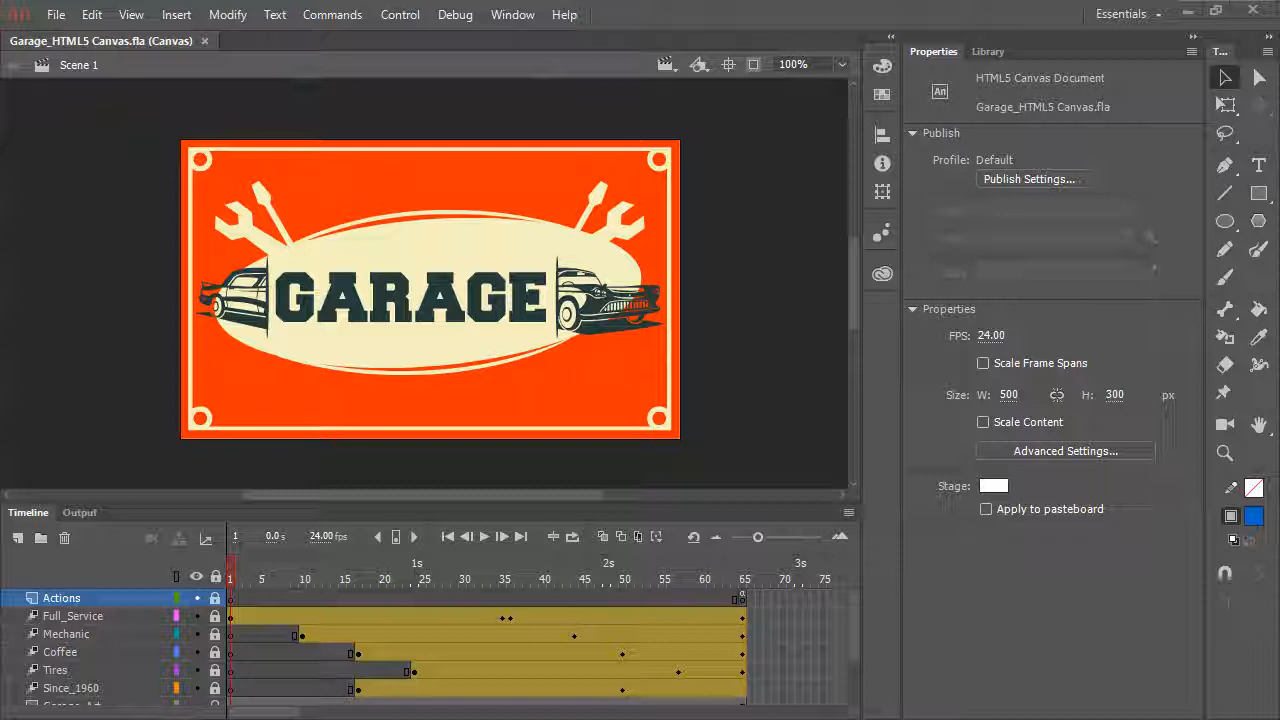 An File Edit View Insert Modify Text Commands Control Debug Window Help Essentials
Garage_HTML5 Canvas.fla (Canvas) ×
Properties Library T...
Scene 1 100%
HTML5 Canvas Document
An
Garage_HTML5 Canvas.fla
Publish
Profile: Default
Publish Settings...
GARAGE
Properties
FPS: 24.00
Scale Frame Spans
Size: W: 500 H: 300 px
Scale Content
Advanced Settings...
Stage:
Apply to pasteboard
Timeline Output
1 0.0 s 24.00 fps
1s 2s 3s
1 5 10 15 20 25 30 35 40 45 50 55 60 65 70 75
Actions
Full_Service
Mechanic
Coffee
Tires
Since_1960